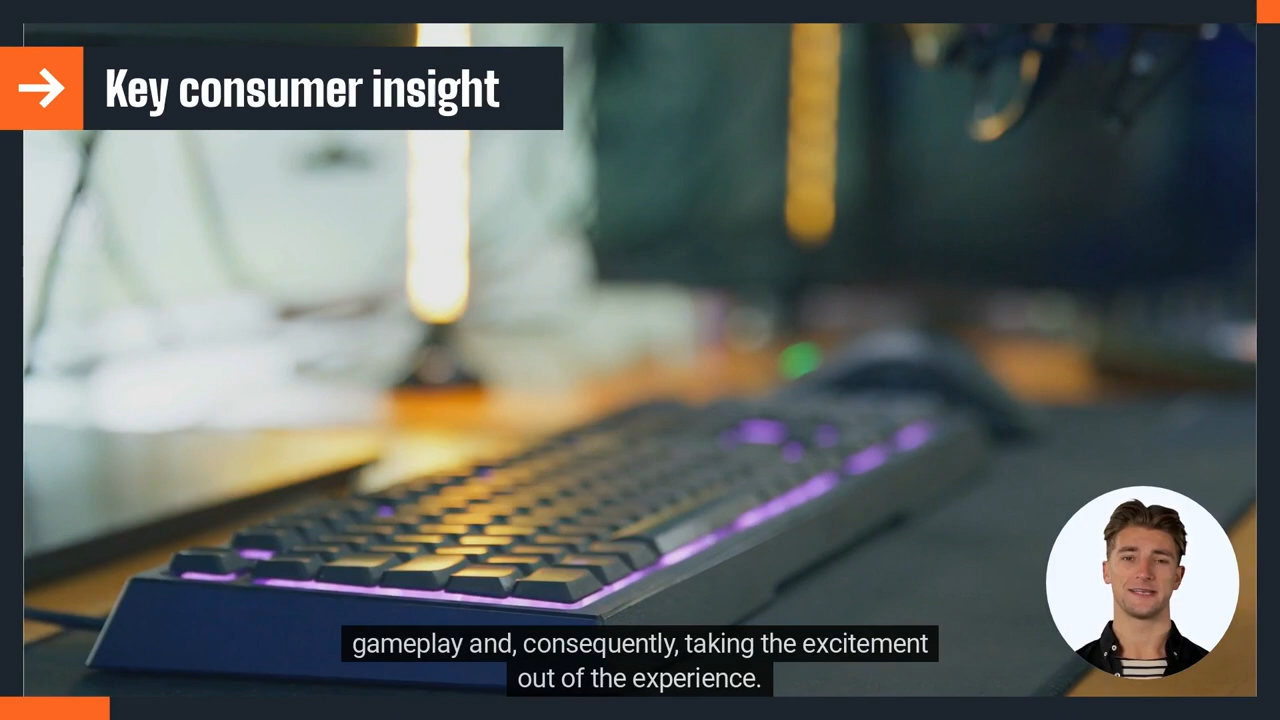 Key consumer insight
gameplay and, consequently, taking the excitement
out of the experience.